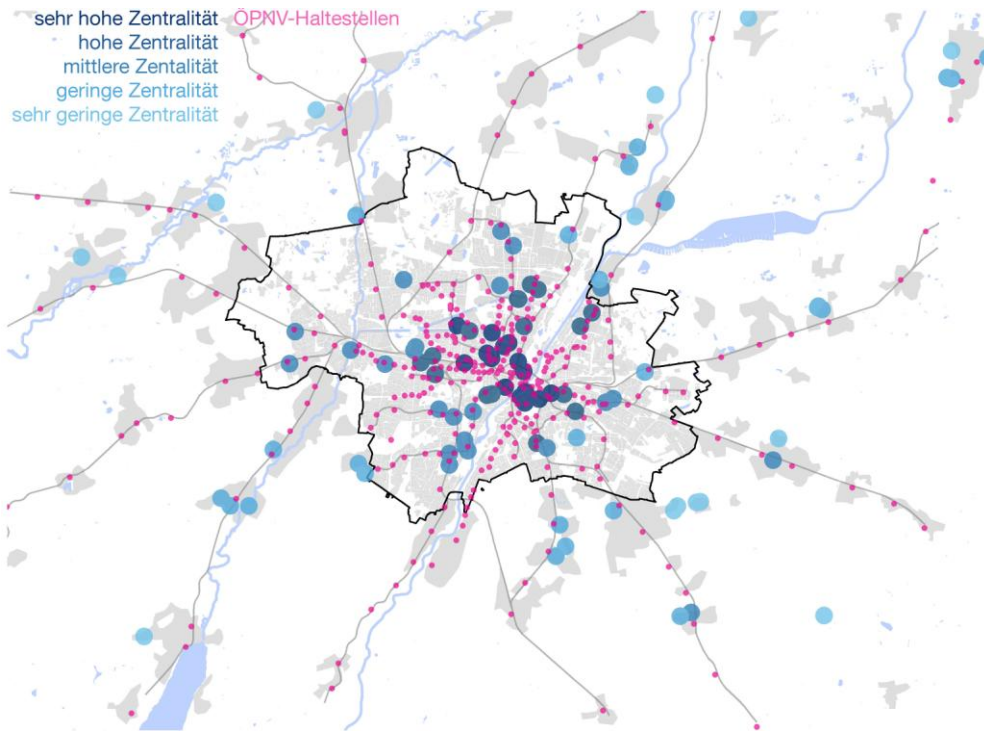 sehr hohe Zentralität ÖPNV-Haltestellen
hohe Zentralität
mittlere Zentalität
geringe Zentralität
sehr geringe Zentralität